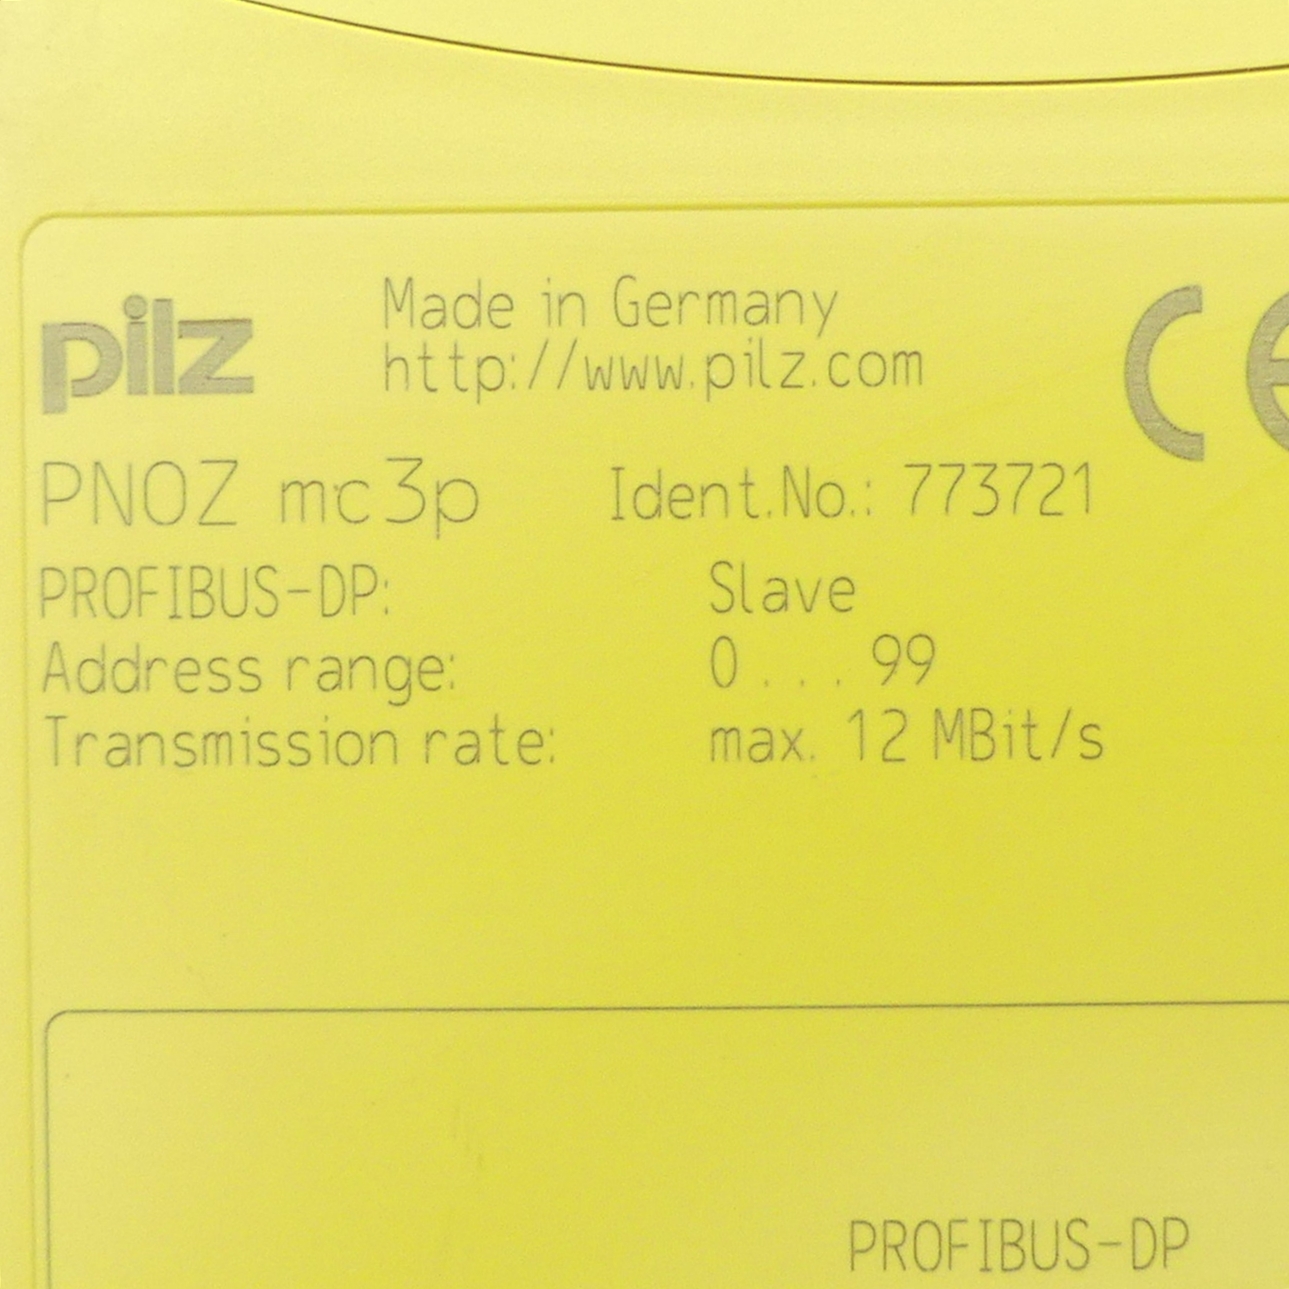 pilz
Made in Germany
http://www.pilz.com
CE
PNOZ mc3p Ident.No.: 773721
PROFIBUS-DP: Slave
Address range: 0...99
Transmission rate: max. 12 MBit/s
PROFIBUS-DP